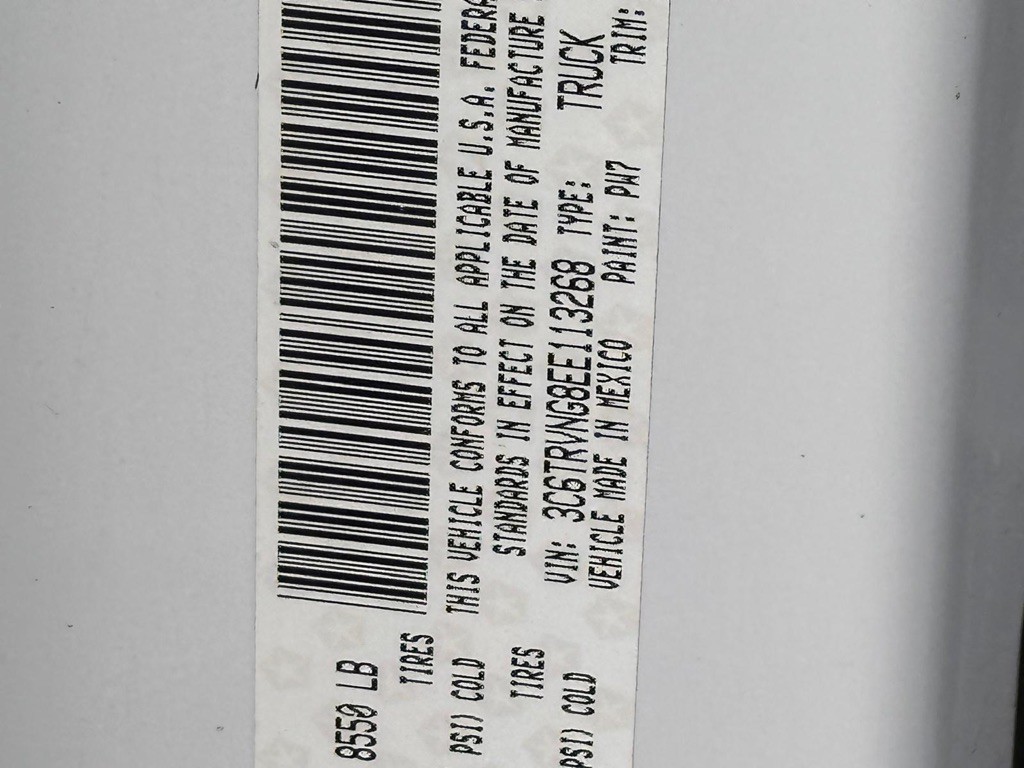 8550 LB
TIRES
PSI) COLD
THIS VEHICLE CONFORMS TO ALL APPLICABLE U.S.A. FEDERA
STANDARDS IN EFFECT ON THE DATE OF MANUFACTURE
TIRES
PSI) COLD
VIN: 3C6TRVNG8EE113268 TYPE: TRUCK
VEHICLE MADE IN MEXICO PAINT: PW7 TRIM: